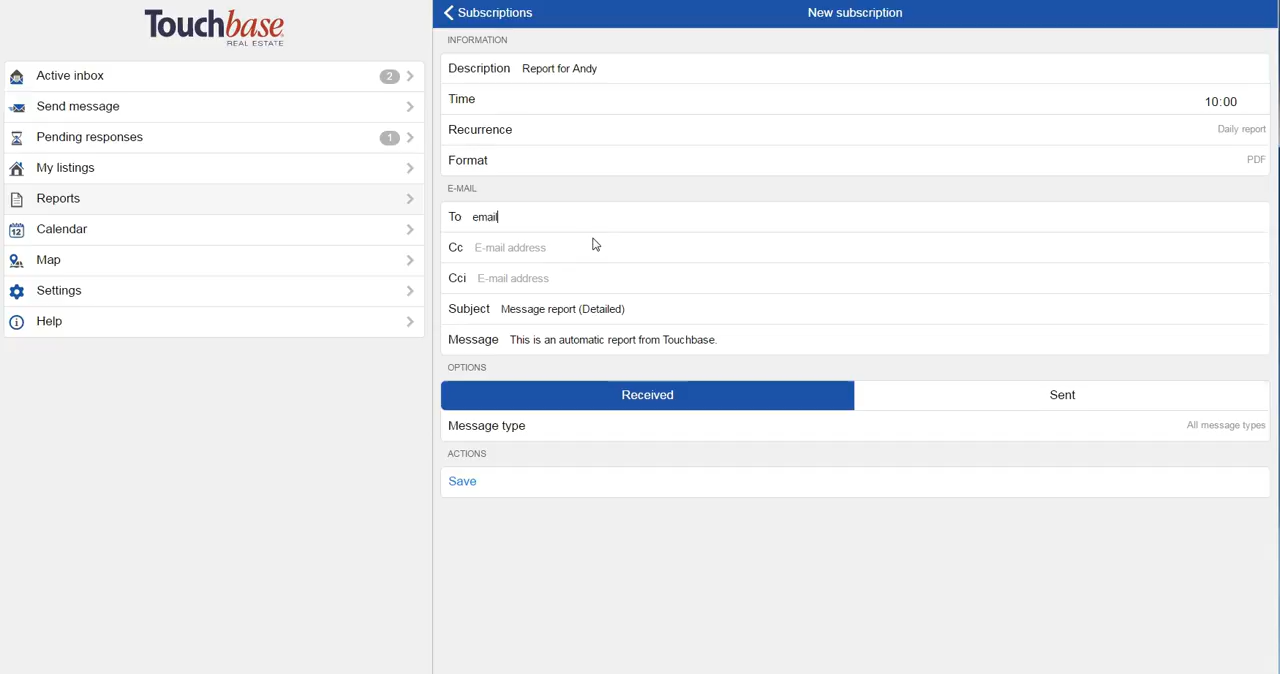 Touchbase
REAL ESTATE
Active inbox 2
Send message
Pending responses 1
My listings
Reports
12 Calendar
Map
Settings
Help
Subscriptions New subscription
INFORMATION
Description Report for Andy
Time 10:00
Recurrence Daily report
Format PDF
E-MAIL
To email
Cc E-mail address
Cci E-mail address
Subject Message report (Detailed)
Message This is an automatic report from Touchbase.
OPTIONS
Received Sent
Message type All message types
ACTIONS
Save